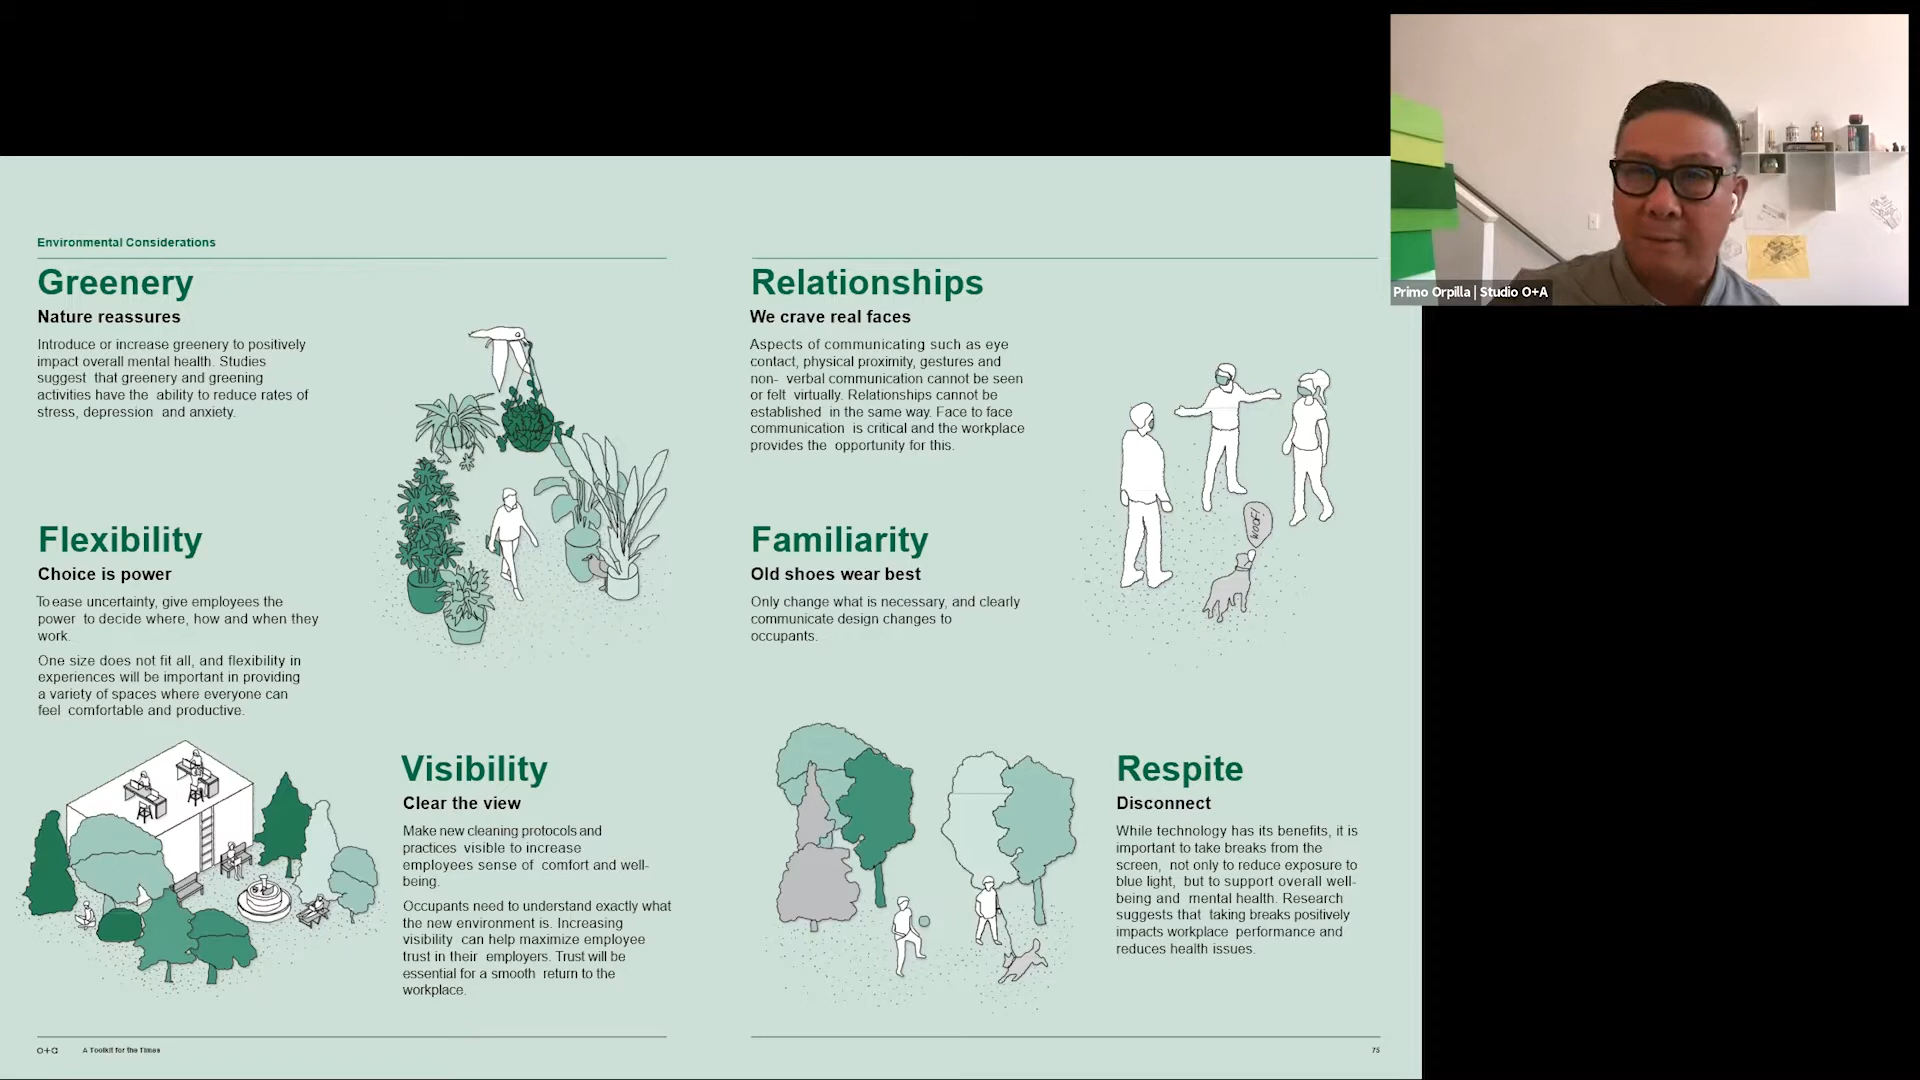 Environmental Considerations
Greenery
Nature reassures
Introduce or increase greenery to positively
impact overall mental health. Studies
suggest that greenery and greening
activities have the ability to reduce rates of
stress, depression and anxiety.
Flexibility
Choice is power
To ease uncertainty, give employees the
power to decide where, how and when they
work.
One size does not fit all, and flexibility in
experiences will be important in providing
a variety of spaces where everyone can
feel comfortable and productive.
Visibility
Clear the view
Make new cleaning protocols and
practices visible to increase
employees sense of comfort and well-
being.
Occupants need to understand exactly what
the new environment is. Increasing
visibility can help maximize employee
trust in their employers. Trust will be
essential for a smooth return to the
workplace.
Relationships
We crave real faces
Aspects of communicating such as eye
contact, physical proximity, gestures and
non- verbal communication cannot be seen
or felt virtually. Relationships cannot be
established in the same way. Face to face
communication is critical and the workplace
provides the opportunity for this.
WOOF!
Familiarity
Old shoes wear best
Only change what is necessary, and clearly
communicate design changes to
occupants.
Respite
Disconnect
While technology has its benefits, it is
important to take breaks from the
screen, not only to reduce exposure to
blue light, but to support overall well-
being and mental health. Research
suggests that taking breaks positively
impacts workplace performance and
reduces health issues.
o+a
A Toolkit for the Times
75
Primo Orpilla | Studio O+A